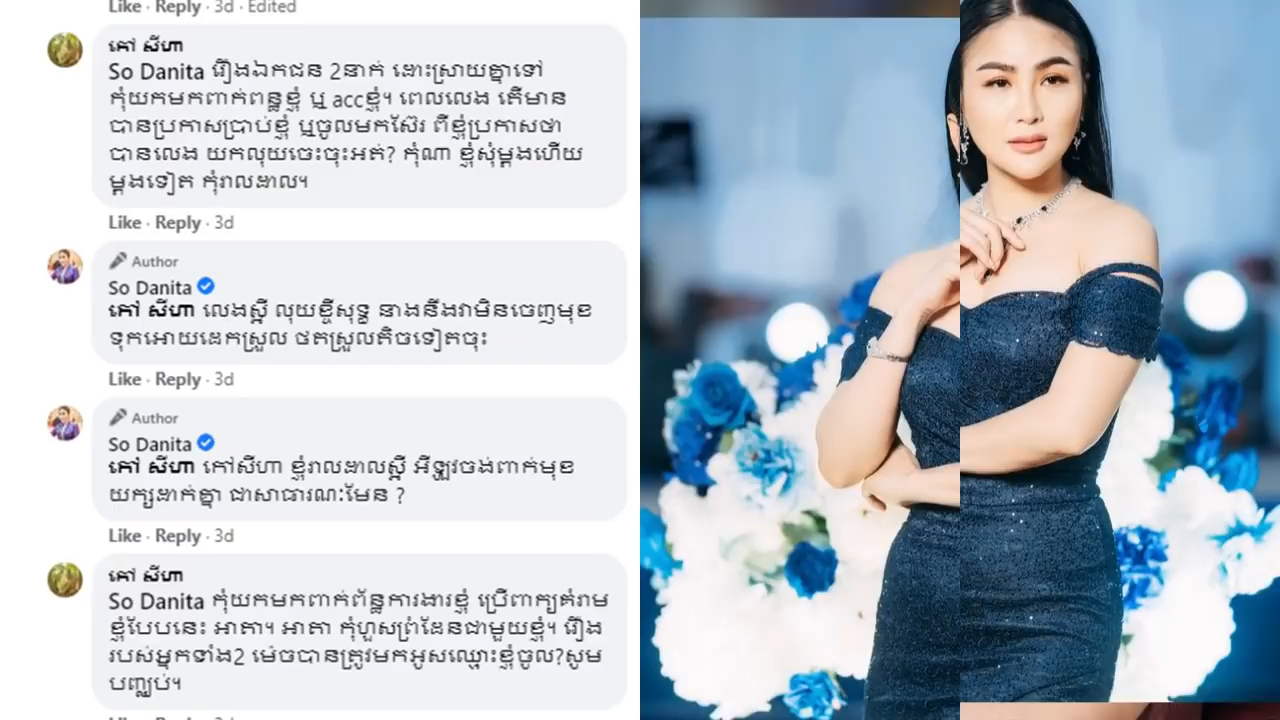 Like · Reply · 3d · Edited
កៅ សីហា
So Danita រឿងឯកជន 2នាក់ ដោះស្រាយគ្នាទៅ
កុំយកមកពាក់ពន្ឋខ្ញុំ ឬ accខ្ញុំ។ ពេលលេង តើមាន
បានប្រកាសប្រាប់ខ្ញុំ ឬចូលមកស៊ែរ ពីខ្ញុំប្រកាសថា
បានលេង យកលុយចេះចុះអត់? កុំណា ខ្ញុំសុំម្ដងហើយ
ម្ដងទៀត កុំរាលដាល។
Like · Reply · 3d
Author
So Danita
កៅ សីហា លេងស្អី លុយខ្ចីសុទ្ធ នាងនឹងវាមិនចេញមុខ
ទុកអោយដេកស្រួល ថតស្រួលតិចទៀតចុះ
Like · Reply · 3d
Author
So Danita
កៅ សីហា កៅសីហា ខ្ញុំរាលដាលស្អី អីឡូវចង់ពាក់មុខ
យក្សដាក់គ្នា ជាសាធារណៈមែន ?
Like · Reply · 3d
កៅ សីហា
So Danita កុំយកមកពាក់ព័ន្ឋការងារខ្ញុំ ប្រើពាក្យគំរាម
ខ្ញុំបែបនេះ អាតា។ អាតា កុំហួសព្រំដែនជាមួយខ្ញុំ។ រឿង
របស់អ្នកទាំង2 ម៉េចបានត្រូវមកអូសឈ្មោះខ្ញុំចូល?សូម
បញ្ឈប់។